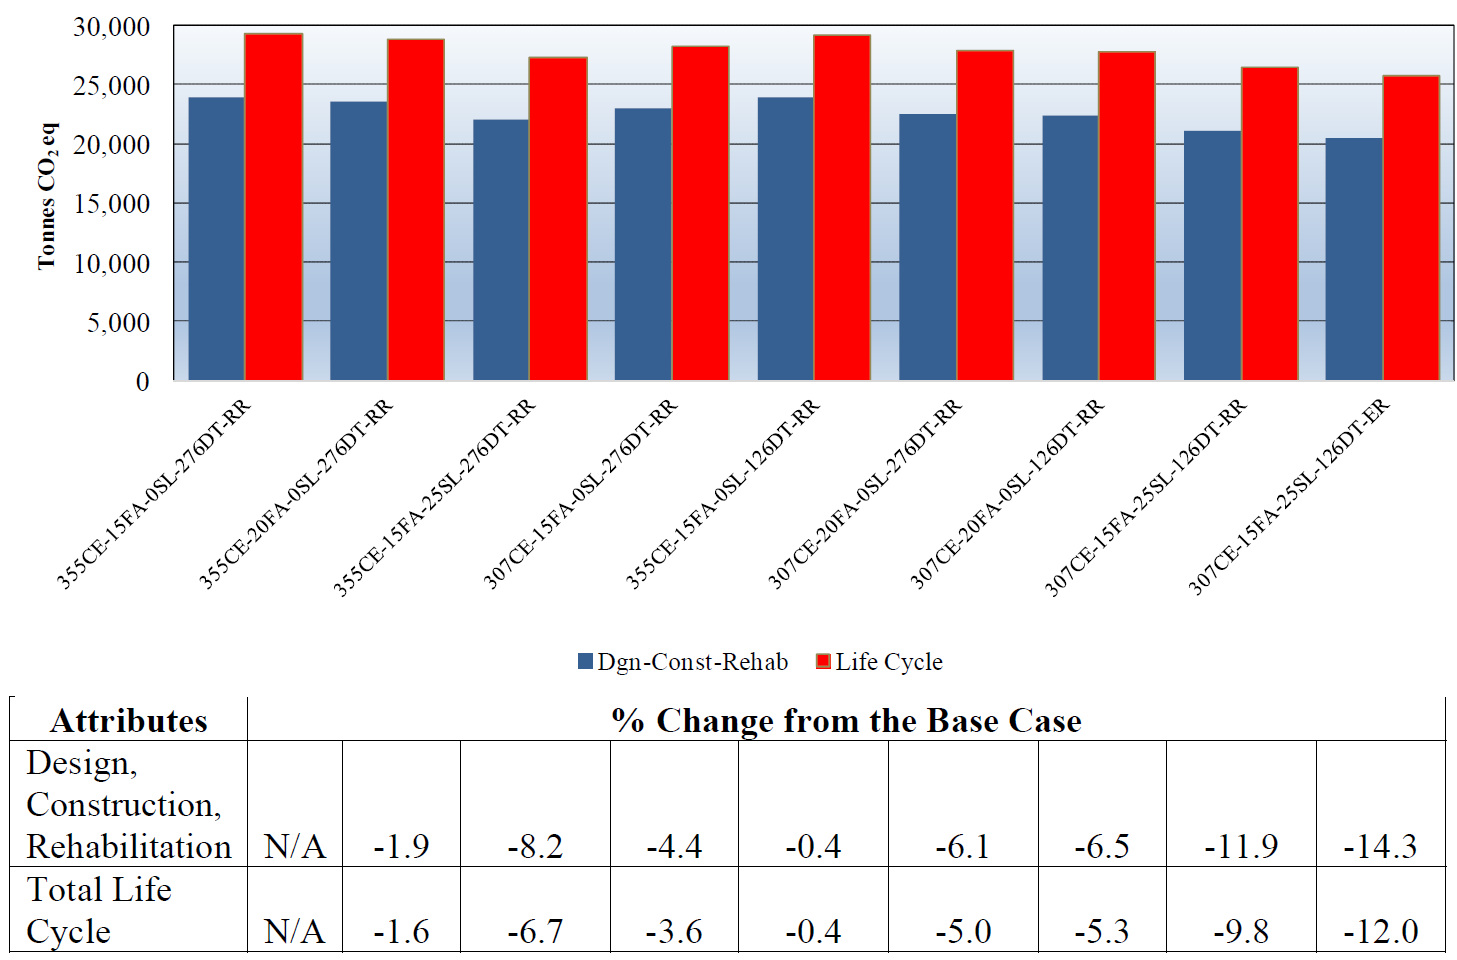 30,000
25,000
20,000
15,000
10,000
5,000
0
Tonnes CO₂ eq
355CE-15FA-0SL-276DT-RR
355CE-20FA-0SL-276DT-RR
355CE-15FA-25SL-276DT-RR
307CE-15FA-0SL-276DT-RR
355CE-15FA-0SL-126DT-RR
307CE-20FA-0SL-276DT-RR
307CE-20FA-0SL-126DT-RR
307CE-15FA-25SL-126DT-RR
307CE-15FA-25SL-126DT-ER
Dgn-Const-Rehab Life Cycle
Attributes % Change from the Base Case
Design,
Construction,
Rehabilitation N/A -1.9 -8.2 -4.4 -0.4 -6.1 -6.5 -11.9 -14.3
Total Life
Cycle N/A -1.6 -6.7 -3.6 -0.4 -5.0 -5.3 -9.8 -12.0